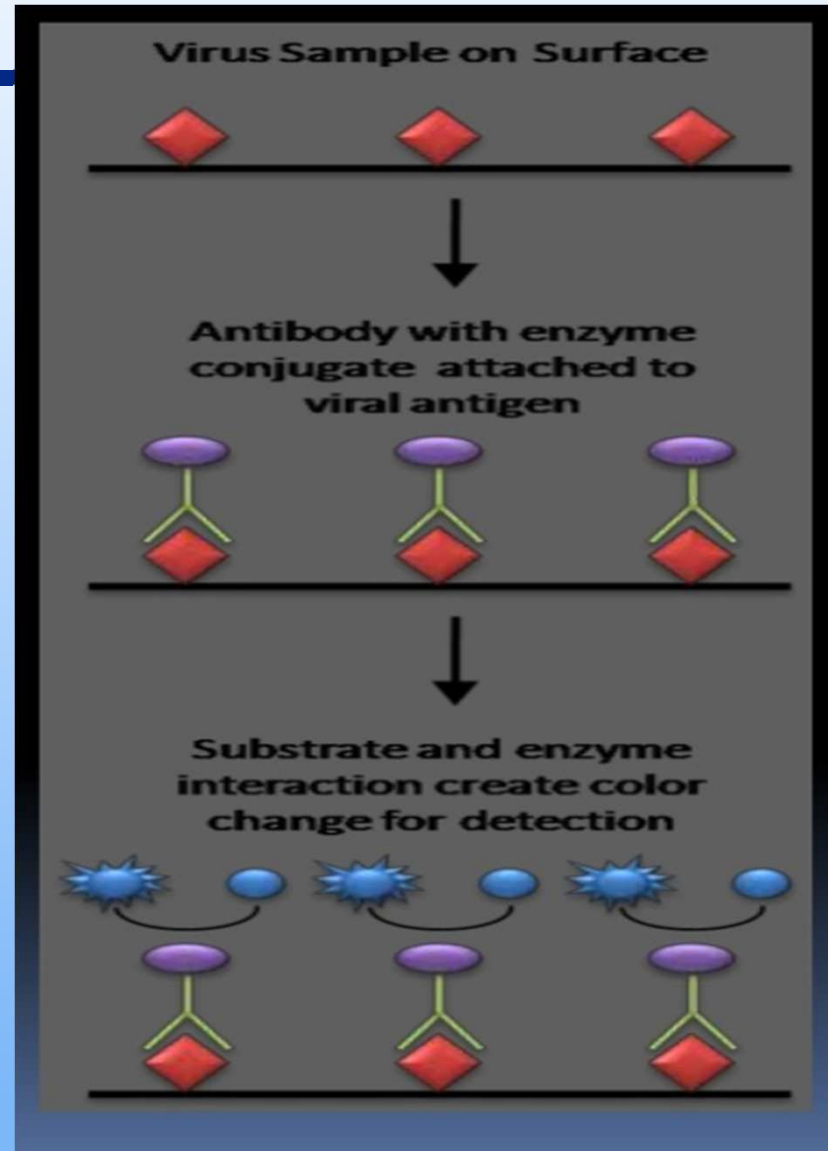 Virus Sample on Surface
Antibody with enzyme
conjugate attached to
viral antigen
Substrate and enzyme
interaction create color
change for detection